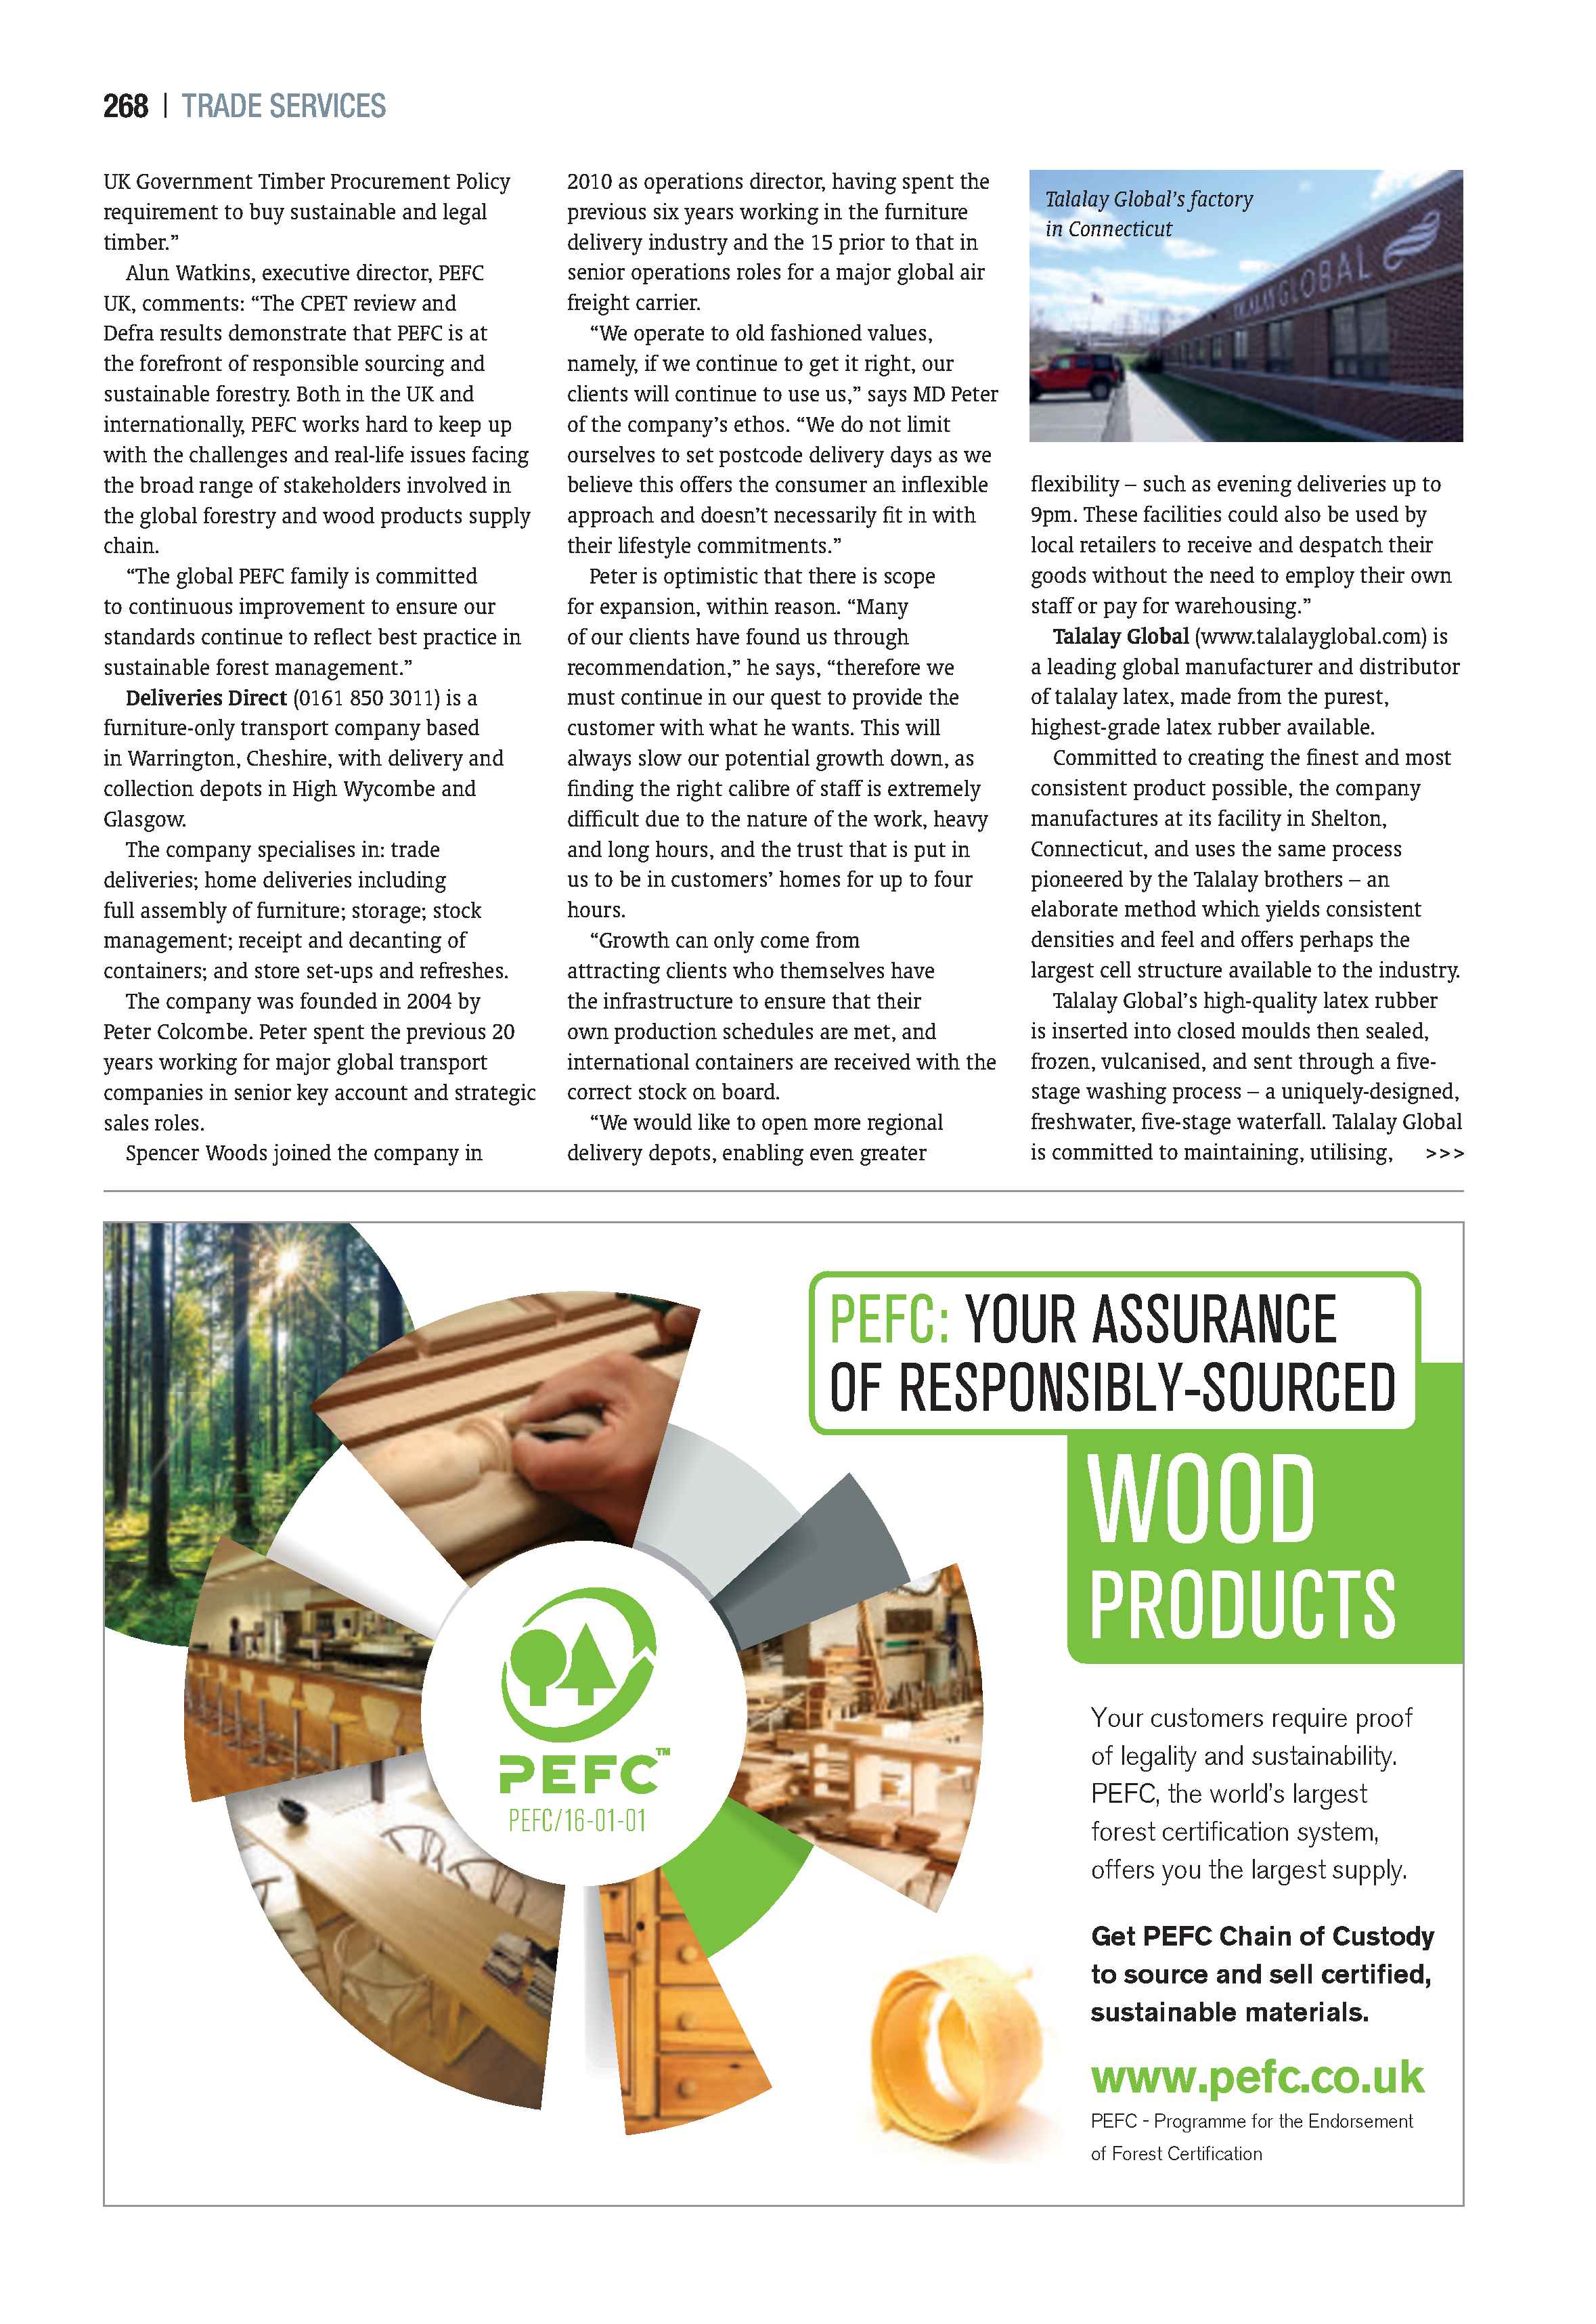 268 | TRADE SERVICES
UK Government Timber Procurement Policy
requirement to buy sustainable and legal
timber.”
Alun Watkins, executive director, PEFC
UK, comments: “The CPET review and
Defra results demonstrate that PEFC is at
the forefront of responsible sourcing and
sustainable forestry. Both in the UK and
internationally, PEFC works hard to keep up
with the challenges and real-life issues facing
the broad range of stakeholders involved in
the global forestry and wood products supply
chain.
“The global PEFC family is committed
to continuous improvement to ensure our
standards continue to reflect best practice in
sustainable forest management.”
Deliveries Direct (0161 850 3011) is a
furniture-only transport company based
in Warrington, Cheshire, with delivery and
collection depots in High Wycombe and
Glasgow.
The company specialises in: trade
deliveries; home deliveries including
full assembly of furniture; storage; stock
management; receipt and decanting of
containers; and store set-ups and refreshes.
The company was founded in 2004 by
Peter Colcombe. Peter spent the previous 20
years working for major global transport
companies in senior key account and strategic
sales roles.
Spencer Woods joined the company in
2010 as operations director, having spent the
previous six years working in the furniture
delivery industry and the 15 prior to that in
senior operations roles for a major global air
freight carrier.
“We operate to old fashioned values,
namely, if we continue to get it right, our
clients will continue to use us,” says MD Peter
of the company’s ethos. “We do not limit
ourselves to set postcode delivery days as we
believe this offers the consumer an inflexible
approach and doesn’t necessarily fit in with
their lifestyle commitments.”
Peter is optimistic that there is scope
for expansion, within reason. “Many
of our clients have found us through
recommendation,” he says, “therefore we
must continue in our quest to provide the
customer with what he wants. This will
always slow our potential growth down, as
finding the right calibre of staff is extremely
difficult due to the nature of the work, heavy
and long hours, and the trust that is put in
us to be in customers’ homes for up to four
hours.
“Growth can only come from
attracting clients who themselves have
the infrastructure to ensure that their
own production schedules are met, and
international containers are received with the
correct stock on board.
“We would like to open more regional
delivery depots, enabling even greater
Talalay Global’s factory
in Connecticut
TALALAY GLOBAL
flexibility – such as evening deliveries up to
9pm. These facilities could also be used by
local retailers to receive and despatch their
goods without the need to employ their own
staff or pay for warehousing.”
Talalay Global (www.talalayglobal.com) is
a leading global manufacturer and distributor
of talalay latex, made from the purest,
highest-grade latex rubber available.
Committed to creating the finest and most
consistent product possible, the company
manufactures at its facility in Shelton,
Connecticut, and uses the same process
pioneered by the Talalay brothers – an
elaborate method which yields consistent
densities and feel and offers perhaps the
largest cell structure available to the industry.
Talalay Global’s high-quality latex rubber
is inserted into closed moulds then sealed,
frozen, vulcanised, and sent through a five-
stage washing process – a uniquely-designed,
freshwater, five-stage waterfall. Talalay Global
is committed to maintaining, utilising, >>>
PEFC: YOUR ASSURANCE
OF RESPONSIBLY-SOURCED
WOOD
PRODUCTS
PEFC™
PEFC/16-01-01
Your customers require proof
of legality and sustainability.
PEFC, the world’s largest
forest certification system,
offers you the largest supply.
Get PEFC Chain of Custody
to source and sell certified,
sustainable materials.
www.pefc.co.uk
PEFC - Programme for the Endorsement
of Forest Certification